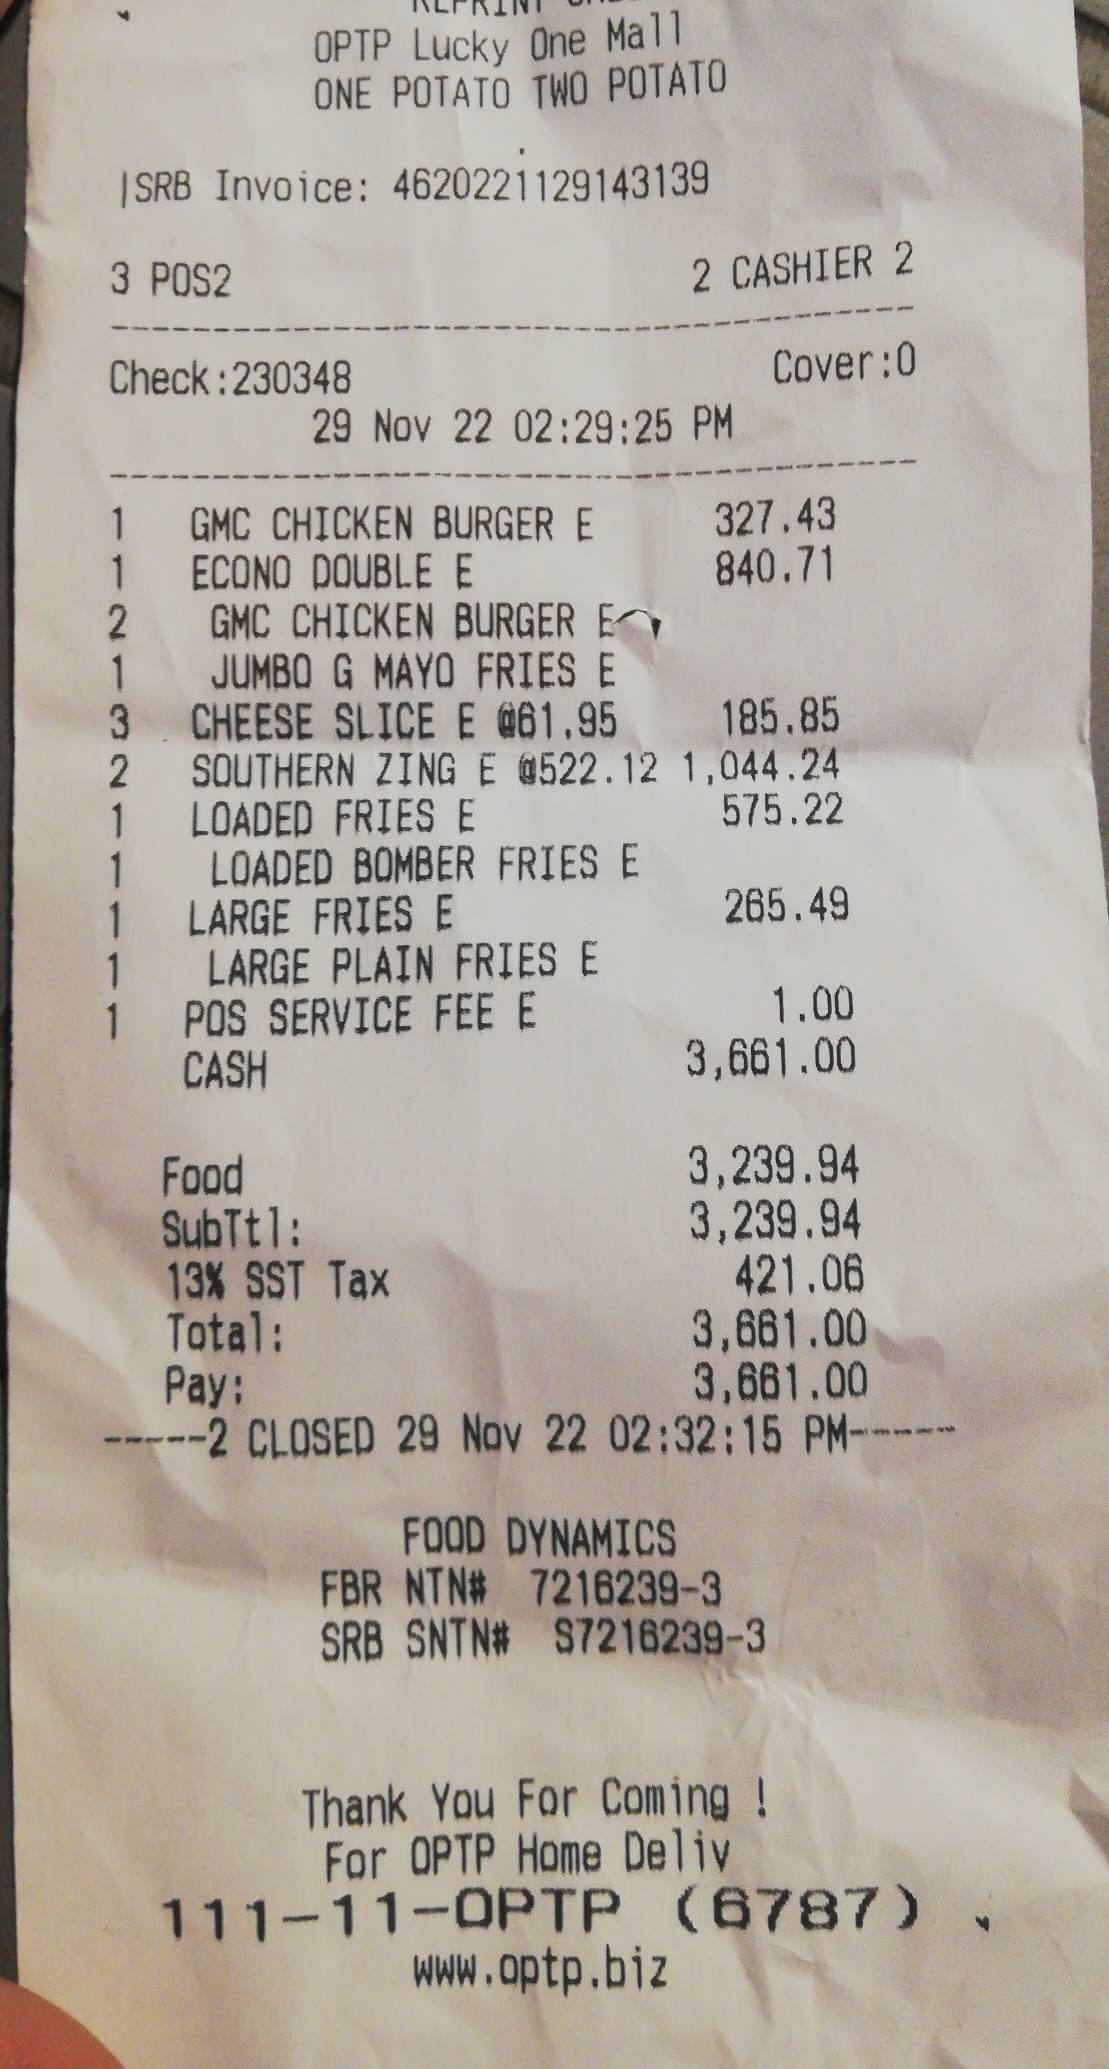 OPTP Lucky One Mall
ONE POTATO TWO POTATO
|SRB Invoice: 4620221129143139
3 POS2 2 CASHIER 2
Check:230348 Cover:0
29 Nov 22 02:29:25 PM
1 GMC CHICKEN BURGER E 327.43
1 ECONO DOUBLE E 840.71
2 GMC CHICKEN BURGER E
1 JUMBO G MAYO FRIES E
3 CHEESE SLICE E @61.95 185.85
2 SOUTHERN ZING E @522.12 1,044.24
1 LOADED FRIES E 575.22
1 LOADED BOMBER FRIES E
1 LARGE FRIES E 265.49
1 LARGE PLAIN FRIES E
1 POS SERVICE FEE E 1.00
CASH 3,661.00
Food 3,239.94
SubTtl: 3,239.94
13% SST Tax 421.06
Total: 3,661.00
Pay: 3,661.00
-----2 CLOSED 29 Nov 22 02:32:15 PM-----
FOOD DYNAMICS
FBR NTN# 7216239-3
SRB SNTN# S7216239-3
Thank You For Coming !
For OPTP Home Deliv
111-11-OPTP (6787)
www.optp.biz